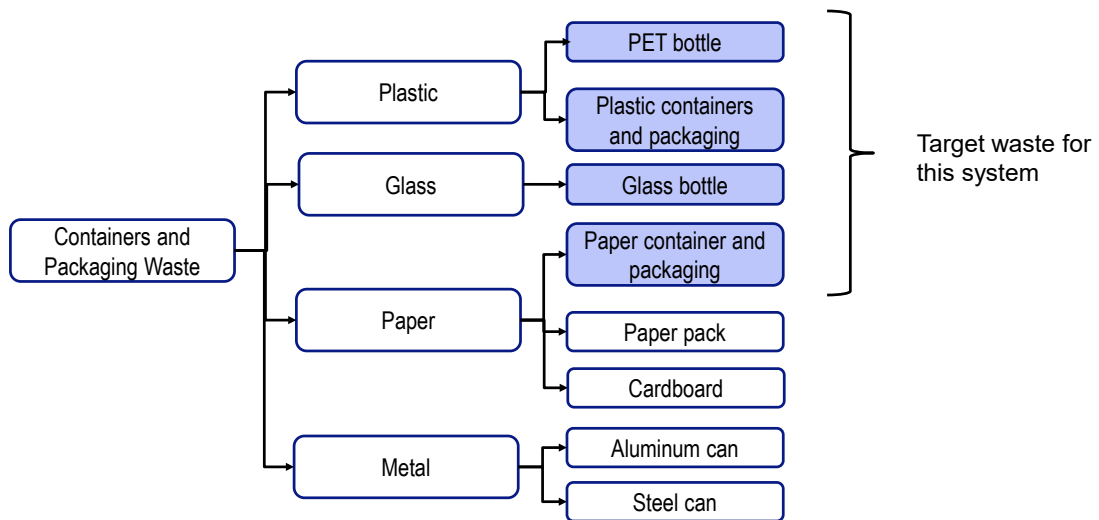 PET bottle
Plastic
Plastic containers
and packaging
Target waste for
this system
Glass
Glass bottle
Containers and
Packaging Waste
Paper container and
packaging
Paper
Paper pack
Cardboard
Metal
Aluminum can
Steel can